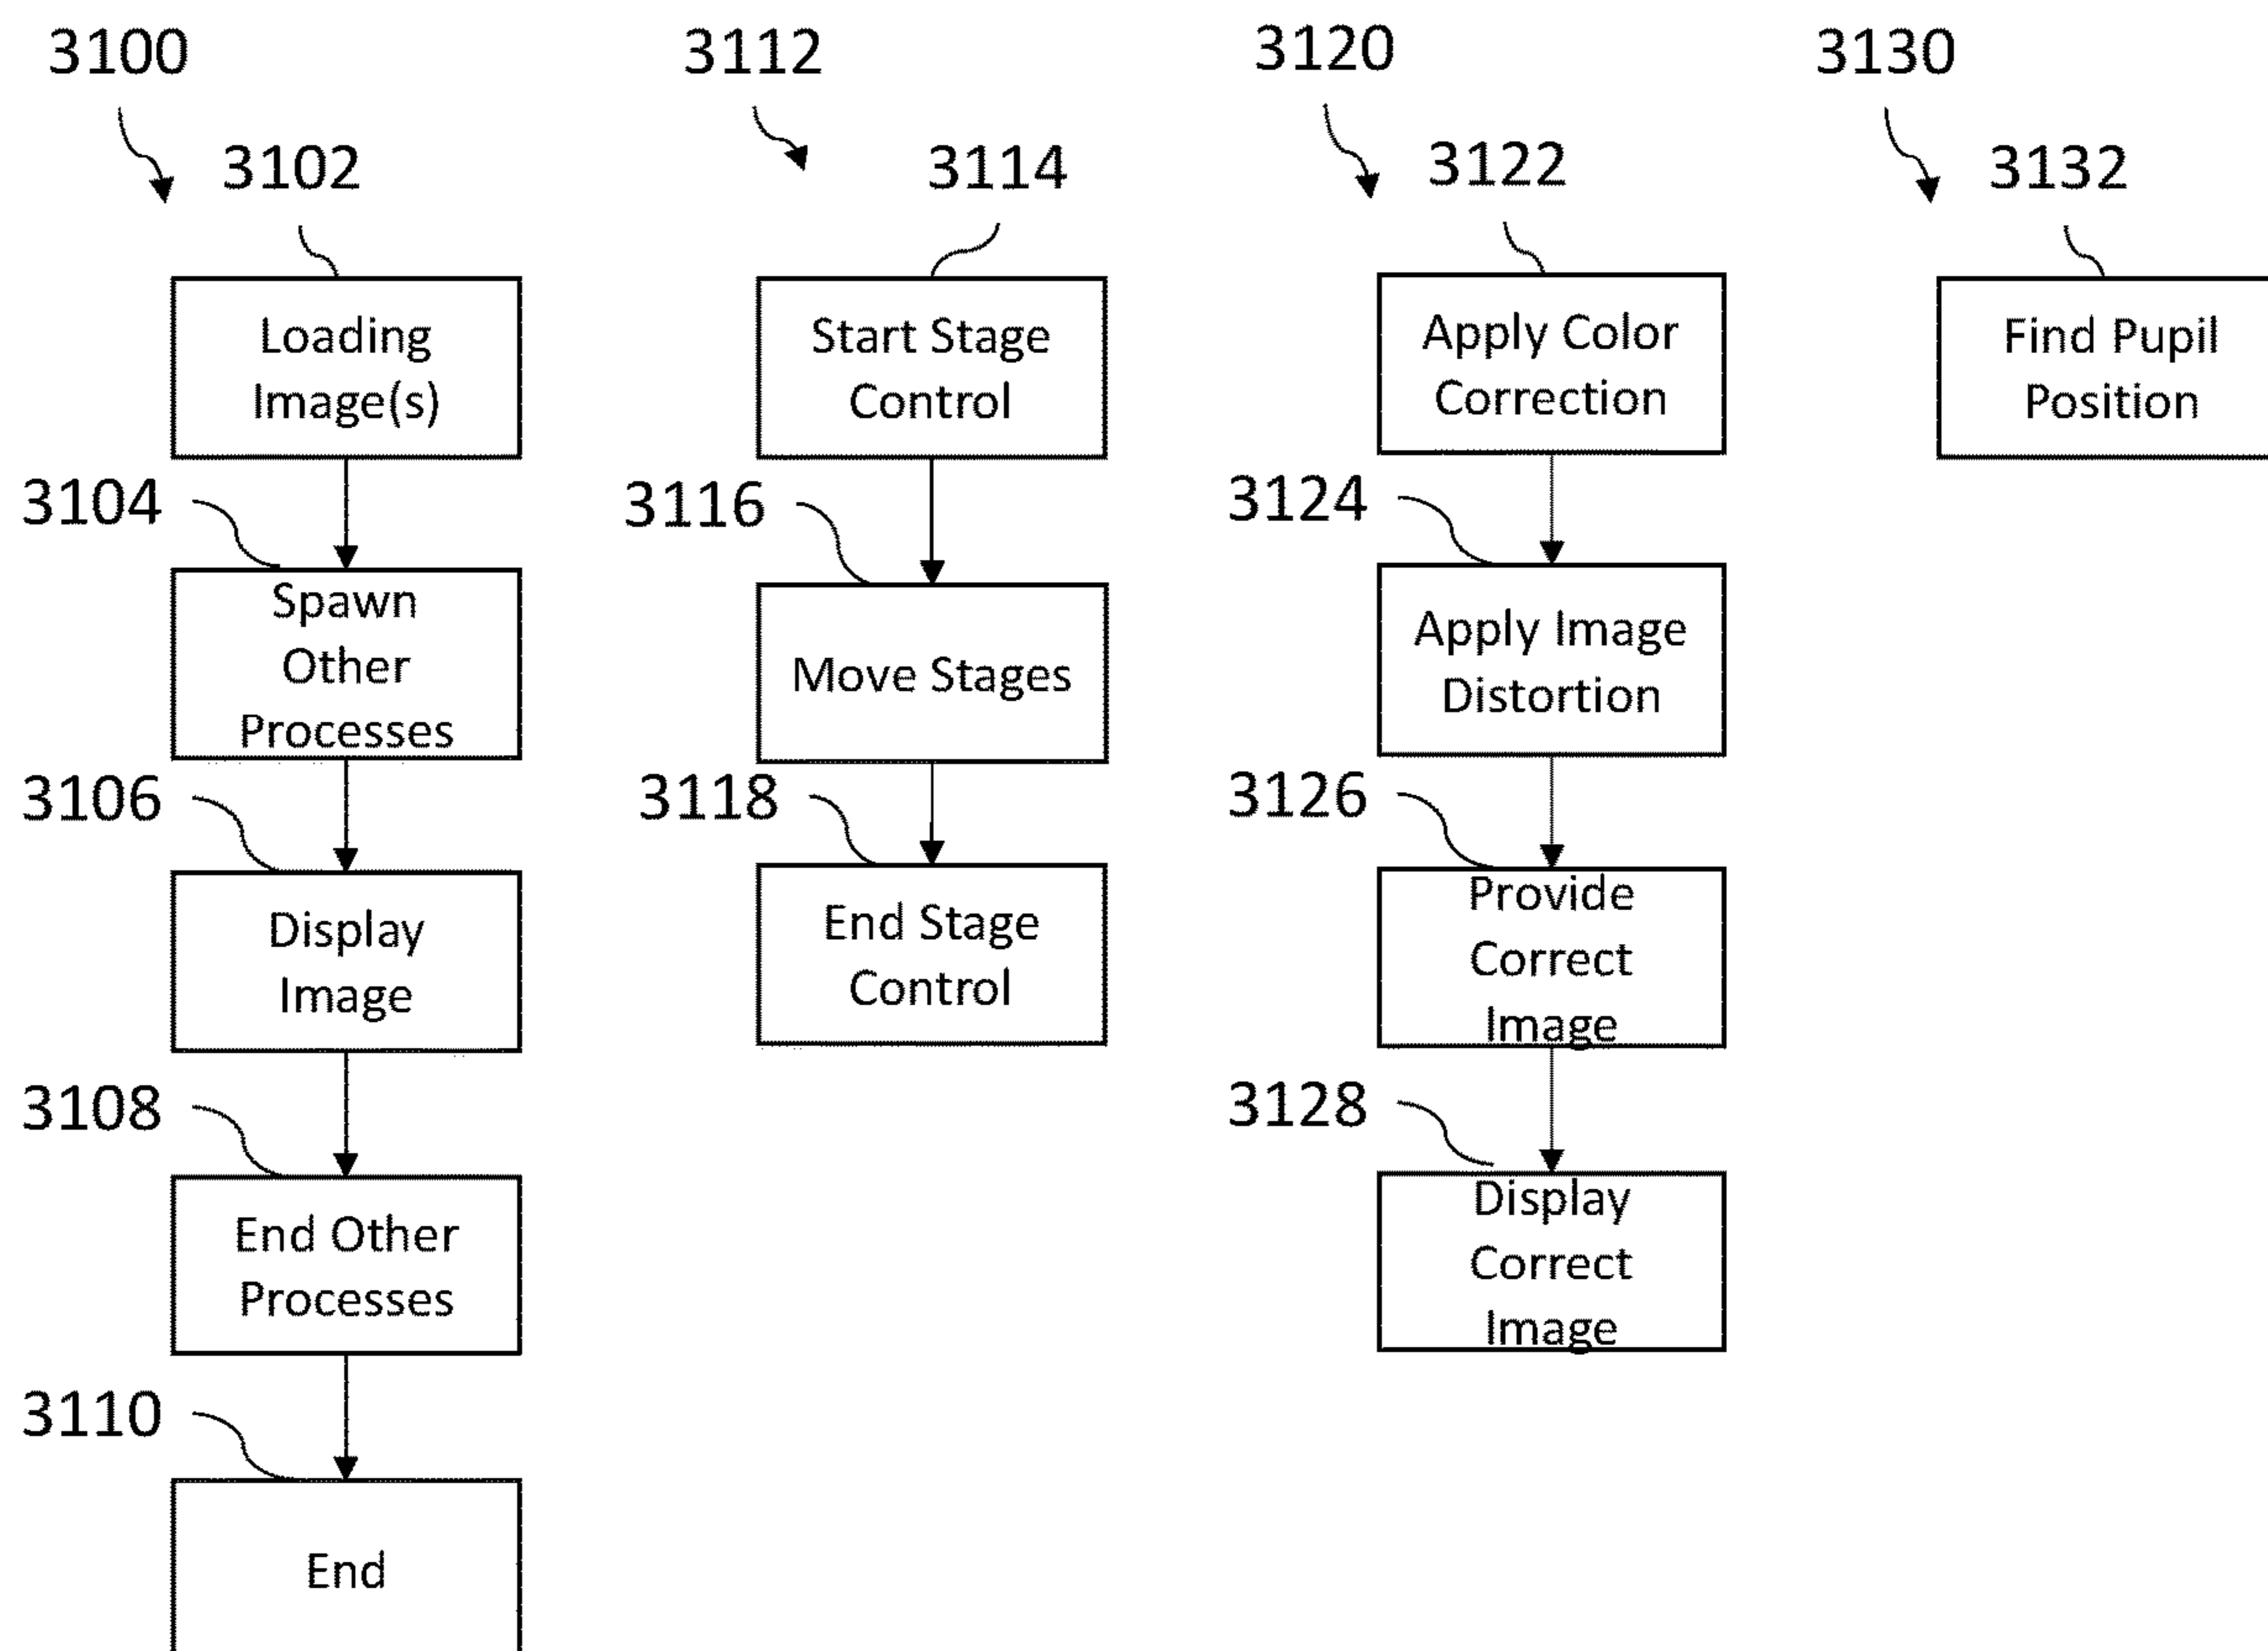 3100
3102
Loading
Image(s)
3104
Spawn
Other
Processes
3106
Display
Image
3108
End Other
Processes
3110
End
3112
3114
Start Stage
Control
3116
Move Stages
3118
End Stage
Control
3120
3122
Apply Color
Correction
3124
Apply Image
Distortion
3126
Provide
Correct
Image
3128
Display
Correct
Image
3130
3132
Find Pupil
Position